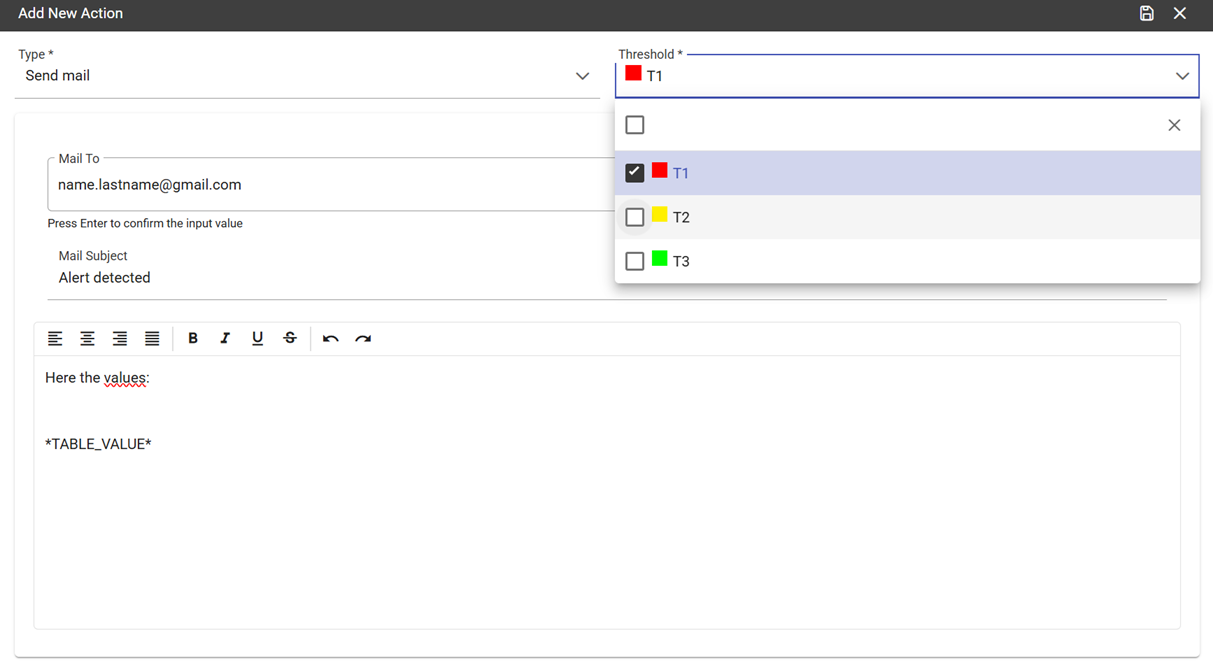 Add New Action
Type *
Send mail
Threshold *
T1
T1
T2
T3
Mail To
name.lastname@gmail.com
Press Enter to confirm the input value
Mail Subject
Alert detected
B I U S
Here the values:
*TABLE_VALUE*